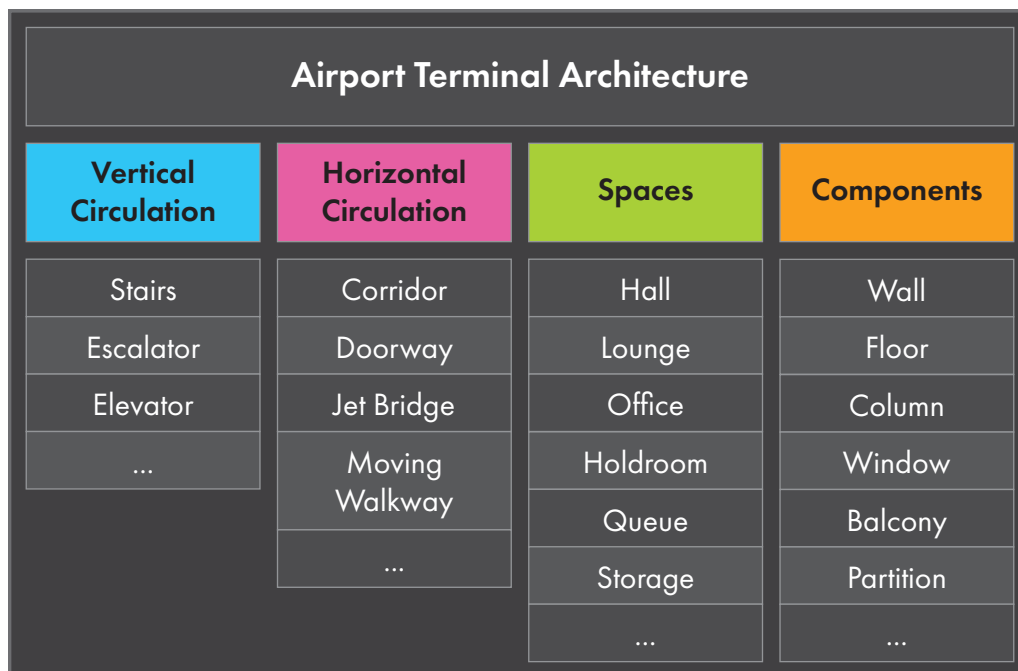 Airport Terminal Architecture
Vertical
Circulation
Stairs
Escalator
Elevator
...
Horizontal
Circulation
Corridor
Doorway
Jet Bridge
Moving
Walkway
...
Spaces
Hall
Lounge
Office
Holdroom
Queue
Storage
...
Components
Wall
Floor
Column
Window
Balcony
Partition
...